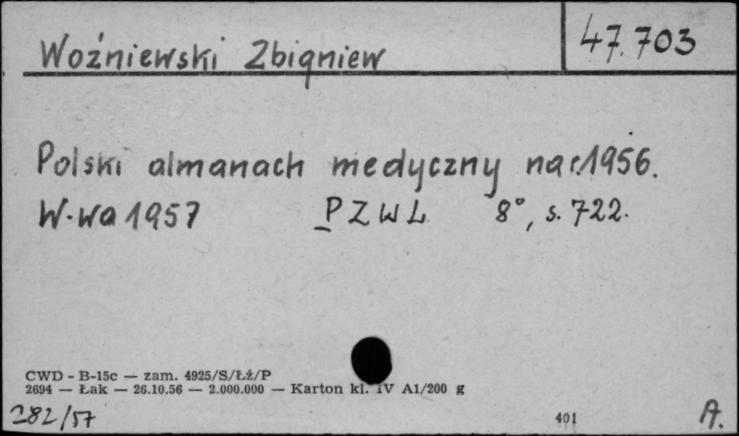 Woźniewski Zbigniew
47.703
Polski almanach medyczny na r.1956.
W-wa 1957 PZWL 8°, s. 722.
CWD - B-15c — zam. 4925/S/Łź/P
2694 — Łak — 26.10.56 — 2.000.000 — Karton kl. IV A1/200 g
282/57
401
A.